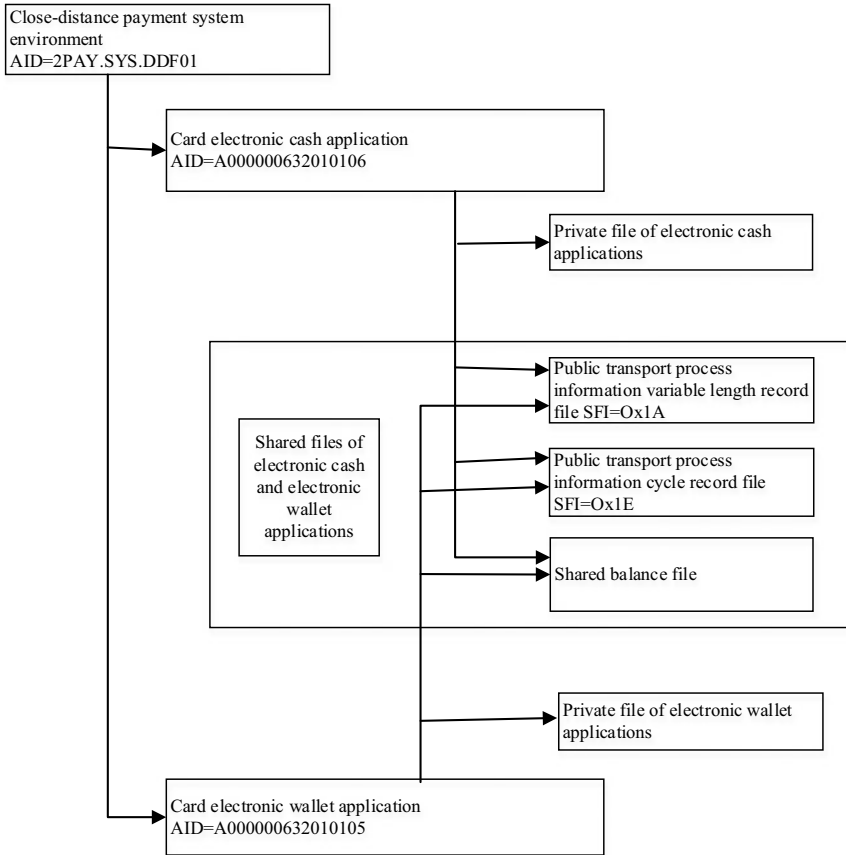 Close-distance payment system
environment
AID=2PAY.SYS.DDF01
Card electronic cash application
AID=A000000632010106
Private file of electronic cash
applications
Public transport process
information variable length record
file SFI=Ox1A
Shared files of
electronic cash
and electronic
wallet
applications
Public transport process
information cycle record file
SFI=Ox1E
Shared balance file
Private file of electronic wallet
applications
Card electronic wallet application
AID=A000000632010105